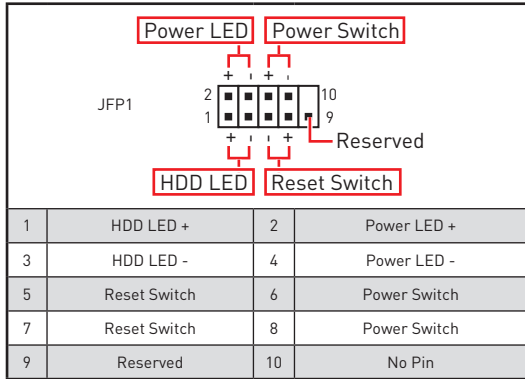 Power LED Power Switch
+ - + -
JFP1
2 10
1 9
+ - - +
Reserved
HDD LED Reset Switch
1 HDD LED + 2 Power LED +
3 HDD LED - 4 Power LED -
5 Reset Switch 6 Power Switch
7 Reset Switch 8 Power Switch
9 Reserved 10 No Pin